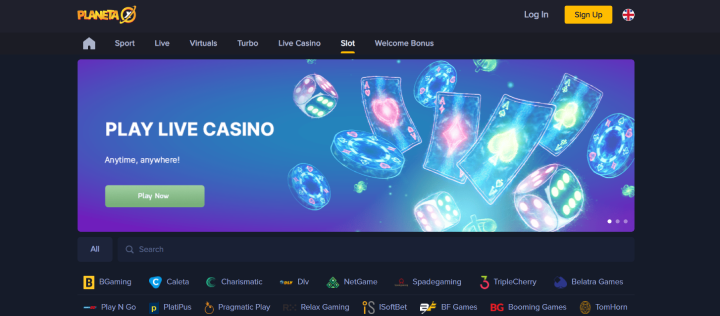 PLANETA
Log In Sign Up
Sport Live Virtuals Turbo Live Casino Slot Welcome Bonus
PLAY LIVE CASINO
Anytime, anywhere!
Play Now
All Search
BGaming Caleta Charismatic Dlv NetGame Spadegaming TripleCherry Belatra Games
Play N Go PlatiPus Pragmatic Play Relax Gaming iS ISoftBet BF Games BG Booming Games TomHorn